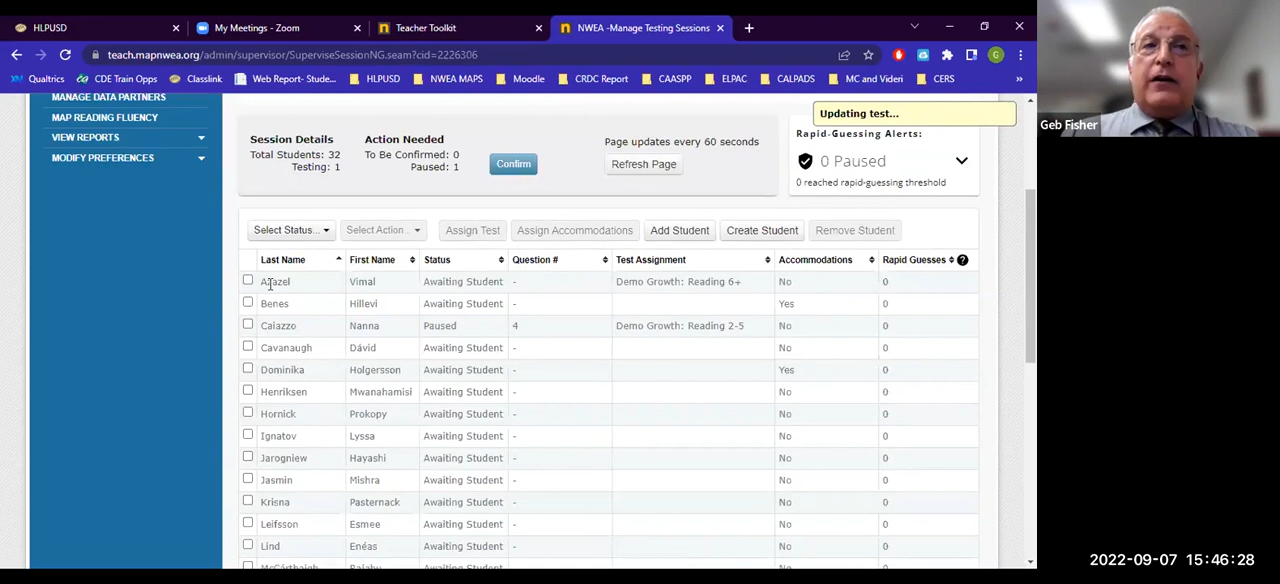 HLPUSD
My Meetings - Zoom
Teacher Toolkit
NWEA -Manage Testing Sessions
teach.mapnwea.org/admin/supervisor/SuperviseSessionNG.seam?cid=2226306
Qualtrics CDE Train Opps Classlink Web Report- Stude... HLPUSD NWEA MAPS Moodle CRDC Report CAASPP ELPAC CALPADS MC and Videri CERS »
MANAGE DATA PARTNERS
MAP READING FLUENCY
VIEW REPORTS
MODIFY PREFERENCES
Updating test...
Session Details
Total Students: 32
Testing: 1
Action Needed
To Be Confirmed: 0
Paused: 1
Confirm
Page updates every 60 seconds
Refresh Page
Rapid-Guessing Alerts:
0 Paused
0 reached rapid-guessing threshold
Select Status... Select Action... Assign Test Assign Accommodations Add Student Create Student Remove Student
Last Name First Name Status Question # Test Assignment Accommodations Rapid Guesses ?
Azazel Vimal Awaiting Student - Demo Growth: Reading 6+ No 0
Benes Hillevi Awaiting Student - Yes 0
Caiazzo Nanna Paused 4 Demo Growth: Reading 2-5 No 0
Cavanaugh Dávid Awaiting Student - No 0
Dominika Holgersson Awaiting Student - Yes 0
Henriksen Mwanahamisi Awaiting Student - No 0
Hornick Prokopy Awaiting Student - No 0
Ignatov Lyssa Awaiting Student - No 0
Jarogniew Hayashi Awaiting Student - No 0
Jasmin Mishra Awaiting Student - No 0
Krisna Pasternack Awaiting Student - No 0
Leifsson Esmee Awaiting Student - No 0
Lind Enéas Awaiting Student - No 0
Awaiting Student - No 0
Geb Fisher
2022-09-07 15:46:28